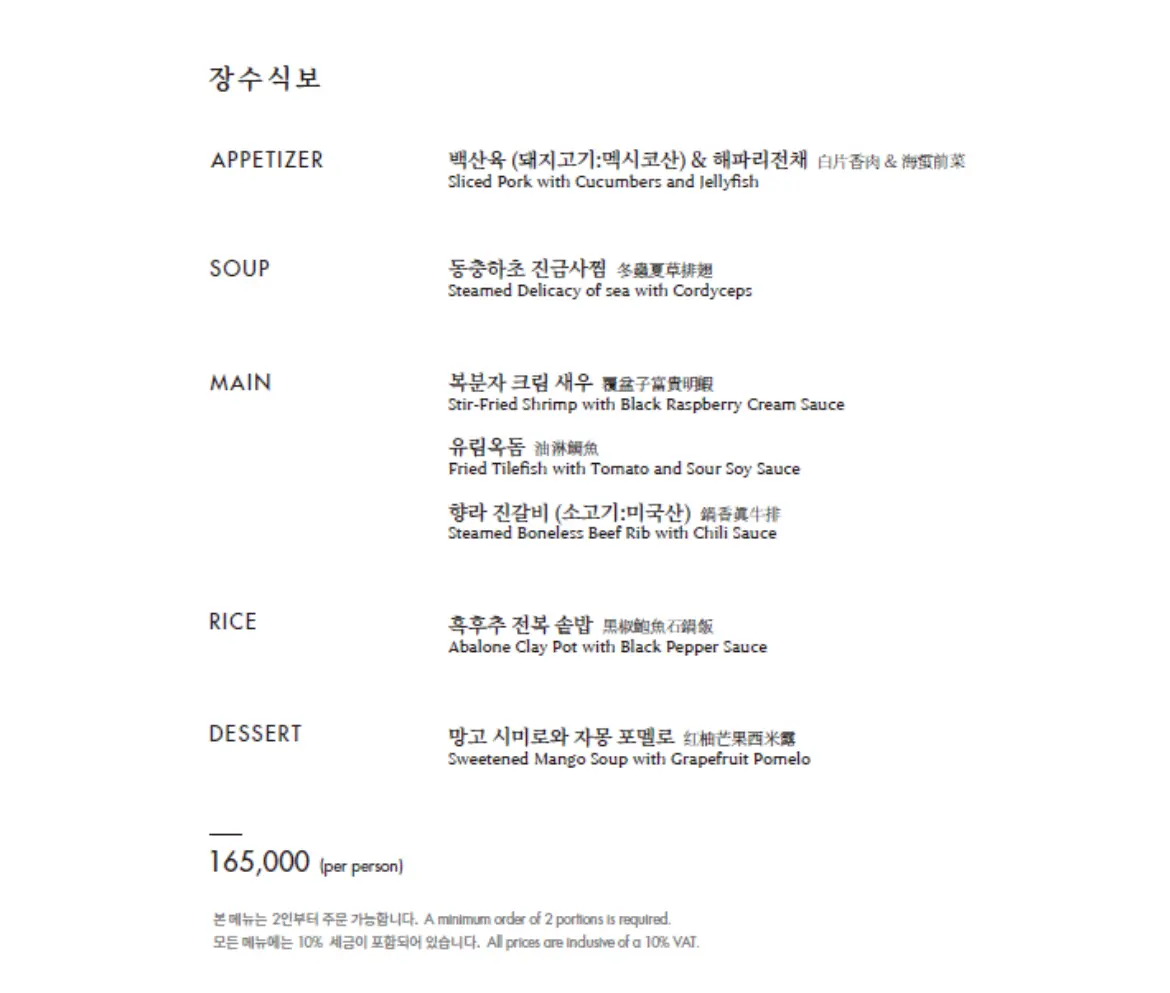 장수식보
APPETIZER
백산육 (돼지고기:멕시코산) & 해파리전채 白片香肉 & 海蜇前菜
Sliced Pork with Cucumbers and Jellyfish
SOUP
동충하초 진금사찜 冬蟲夏草排翅
Steamed Delicacy of sea with Cordyceps
MAIN
복분자 크림 새우 覆盆子富貴明蝦
Stir-Fried Shrimp with Black Raspberry Cream Sauce
유림옥돔 油淋鯛魚
Fried Tilefish with Tomato and Sour Soy Sauce
향라 진갈비 (소고기:미국산) 鍋香眞牛排
Steamed Boneless Beef Rib with Chili Sauce
RICE
흑후추 전복 솥밥 黑椒鮑魚石鍋飯
Abalone Clay Pot with Black Pepper Sauce
DESSERT
망고 시미로와 자몽 포멜로 红柚芒果西米露
Sweetened Mango Soup with Grapefruit Pomelo
165,000 (per person)
본 메뉴는 2인부터 주문 가능합니다. A minimum order of 2 portions is required.
모든 메뉴에는 10% 세금이 포함되어 있습니다. All prices are inclusive of a 10% VAT.